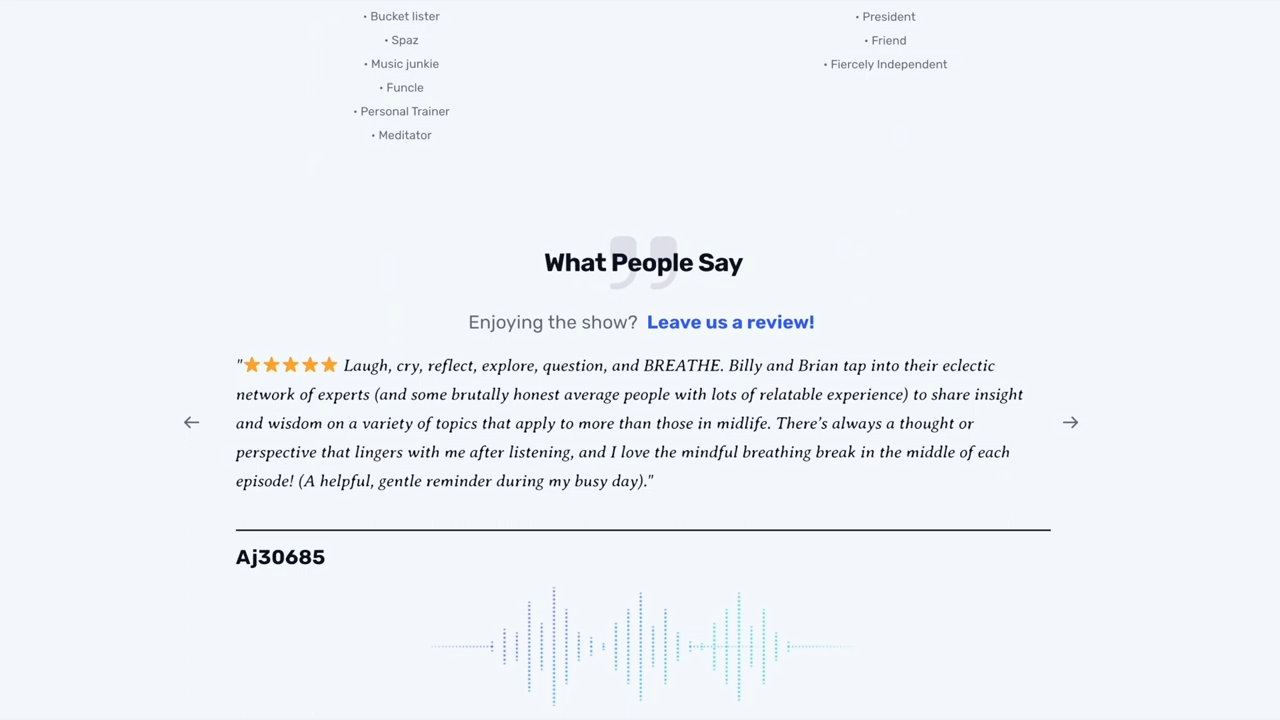 • Bucket lister
• Spaz
• Music junkie
• Funcle
• Personal Trainer
• Meditator
• President
• Friend
• Fiercely Independent
What People Say
Enjoying the show? Leave us a review!
"⭐⭐⭐⭐⭐ Laugh, cry, reflect, explore, question, and BREATHE. Billy and Brian tap into their eclectic
network of experts (and some brutally honest average people with lots of relatable experience) to share insight
and wisdom on a variety of topics that apply to more than those in midlife. There's always a thought or
perspective that lingers with me after listening, and I love the mindful breathing break in the middle of each
episode! (A helpful, gentle reminder during my busy day)."
Aj30685